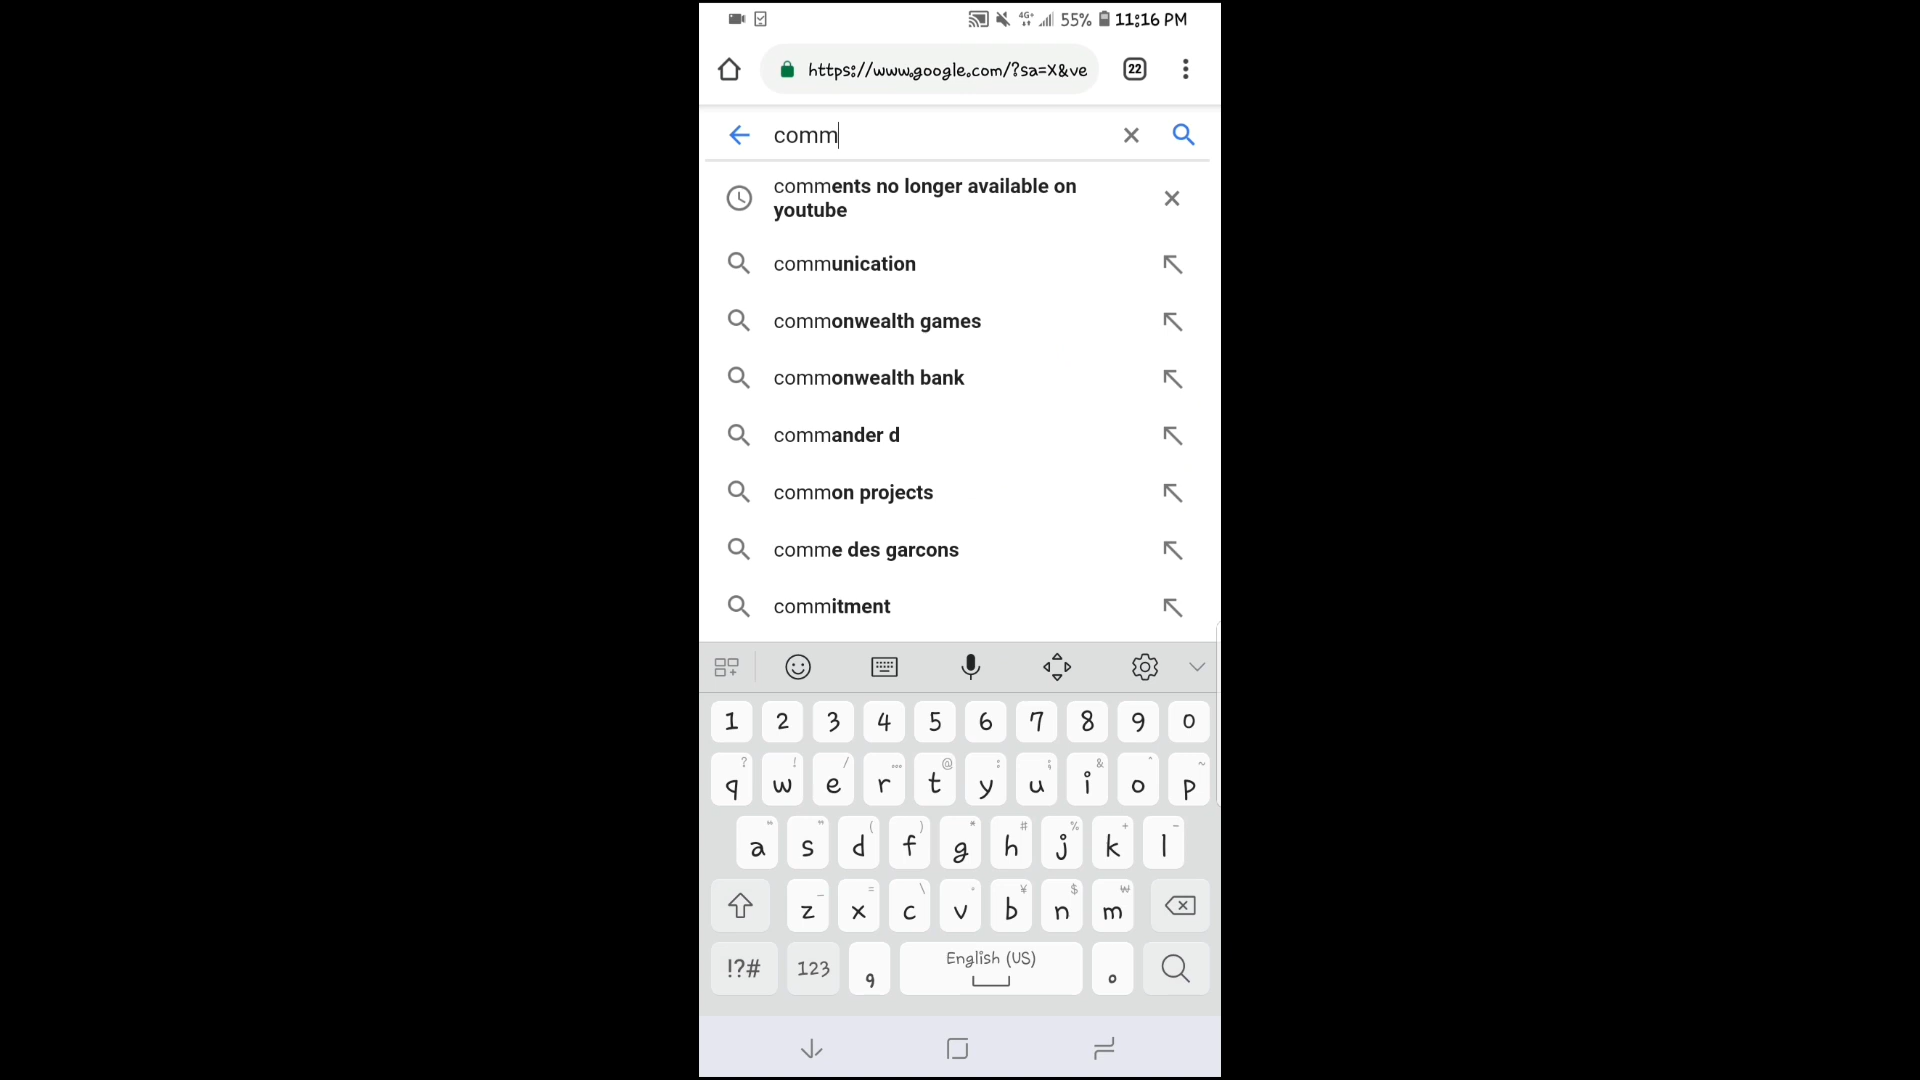 4G+ 55% 11:16 PM
https://www.google.com/?sa=X&ve 22
comm
comments no longer available on
youtube
communication
commonwealth games
commonwealth bank
commander d
common projects
comme des garcons
commitment
1 2 3 4 5 6 7 8 9 0
? ! / ... @ : ; & ^ ~
q w e r t y u i o p
" " ( ) * # % + -
a s d f g h j k l
_ = \ ° ¥ $ ₩
z x c v b n m
!?# 123 , English (US) .